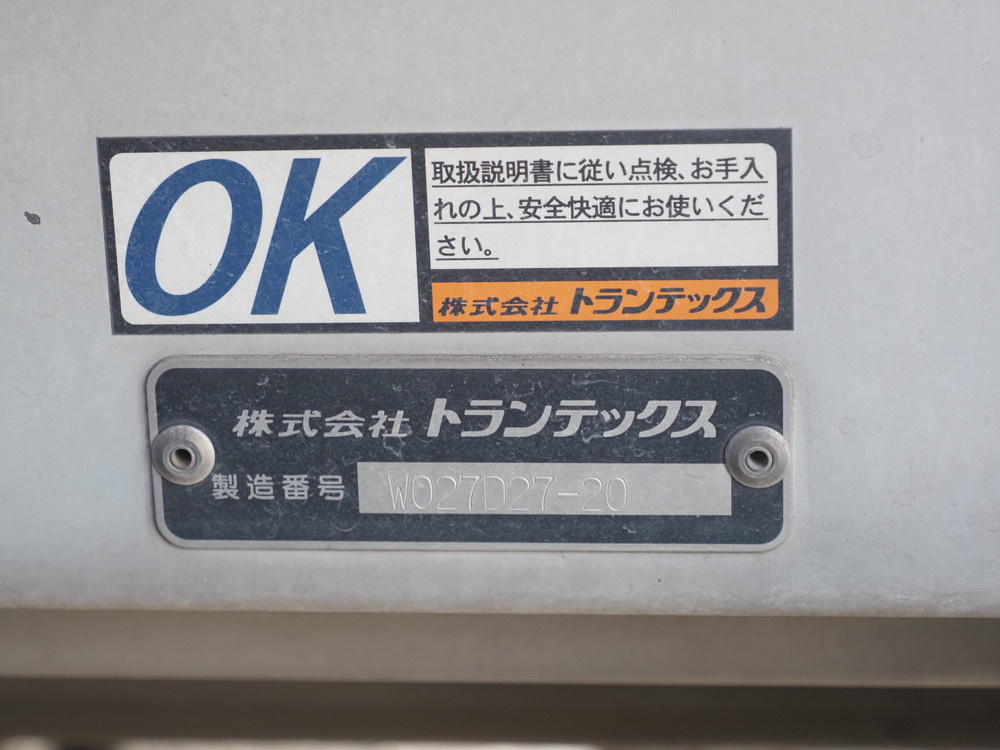 OK
取扱説明書に従い点検、お手入
れの上、安全快適にお使いくだ
さい。
株式会社 トランテックス
株式会社 トランテックス
製造番号 W027D27-20